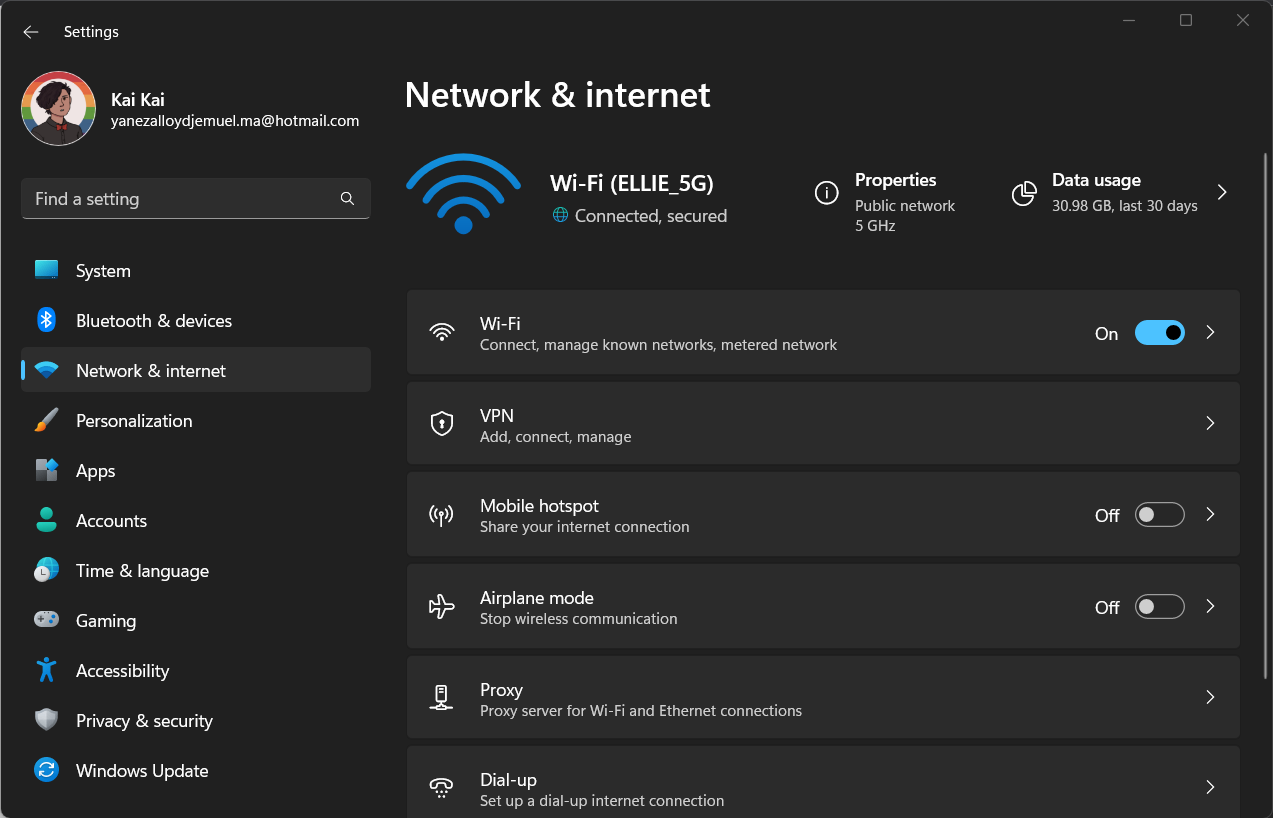 Settings
Kai Kai
yanezalloydjemuel.ma@hotmail.com
Find a setting
System
Bluetooth & devices
Network & internet
Personalization
Apps
Accounts
Time & language
Gaming
Accessibility
Privacy & security
Windows Update
Network & internet
Wi-Fi (ELLIE_5G)
Connected, secured
Properties
Public network
5 GHz
Data usage
30.98 GB, last 30 days
Wi-Fi
Connect, manage known networks, metered network
On
VPN
Add, connect, manage
Mobile hotspot
Share your internet connection
Off
Airplane mode
Stop wireless communication
Off
Proxy
Proxy server for Wi-Fi and Ethernet connections
Dial-up
Set up a dial-up internet connection